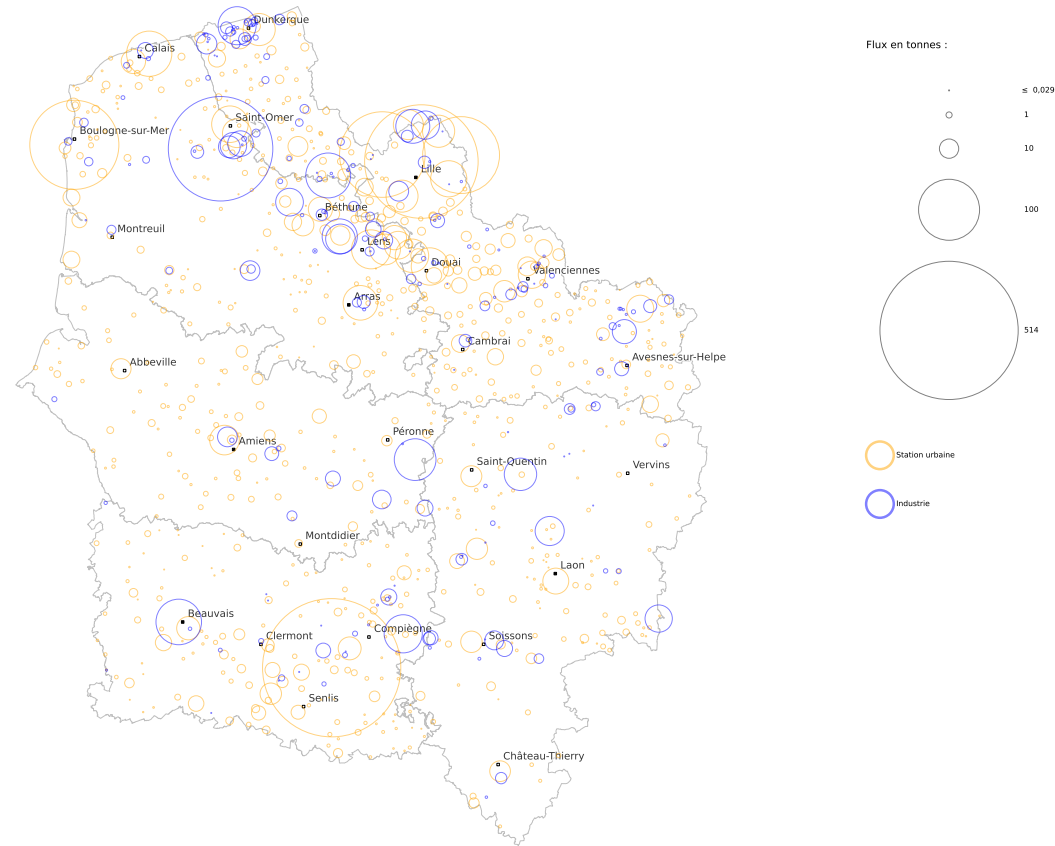 Dunkerque
Flux en tonnes :
Calais
≤ 0,029
1
Saint-Omer
Boulogne-sur-Mer
10
Lille
Béthune
100
Montreuil
Lens
Douai
Valenciennes
Arras
514
Cambrai
Avesnes-sur-Helpe
Abbeville
Péronne
Amiens
Station urbaine
Saint-Quentin
Vervins
Industrie
Montdidier
Laon
Beauvais
Compiègne
Clermont
Soissons
Senlis
Château-Thierry